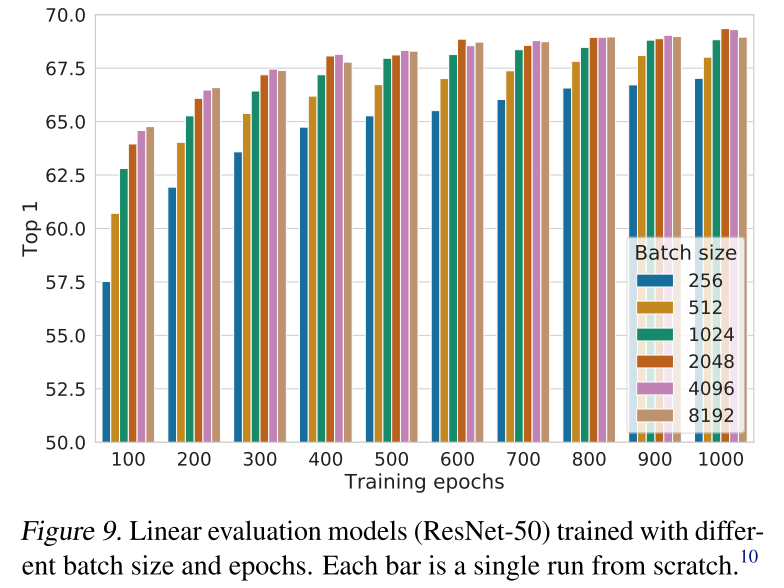 70.0
67.5
65.0
62.5
60.0
57.5
55.0
52.5
50.0
Top 1
Batch size
256
512
1024
2048
4096
8192
100 200 300 400 500 600 700 800 900 1000
Training epochs
Figure 9. Linear evaluation models (ResNet-50) trained with differ-
ent batch size and epochs. Each bar is a single run from scratch.10